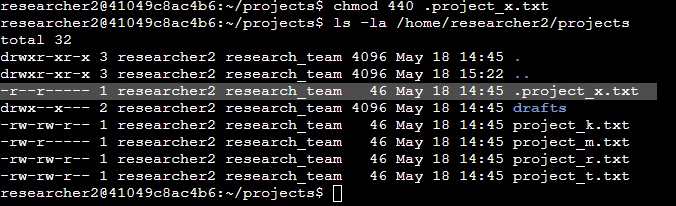 researcher2@41049c8ac4b6:~/projects$ chmod 440 .project_x.txt
researcher2@41049c8ac4b6:~/projects$ ls -la /home/researcher2/projects
total 32
drwxr-xr-x 3 researcher2 research_team 4096 May 18 14:45 .
drwxr-xr-x 3 researcher2 research_team 4096 May 18 15:22 ..
-r--r----- 1 researcher2 research_team   46 May 18 14:45 .project_x.txt
drwx--x--- 2 researcher2 research_team 4096 May 18 14:45 drafts
-rw-rw-r-- 1 researcher2 research_team   46 May 18 14:45 project_k.txt
-rw-rw-r-- 1 researcher2 research_team   46 May 18 14:45 project_m.txt
-rw-rw-r-- 1 researcher2 research_team   46 May 18 14:45 project_r.txt
-rw-rw-r-- 1 researcher2 research_team   46 May 18 14:45 project_t.txt
researcher2@41049c8ac4b6:~/projects$